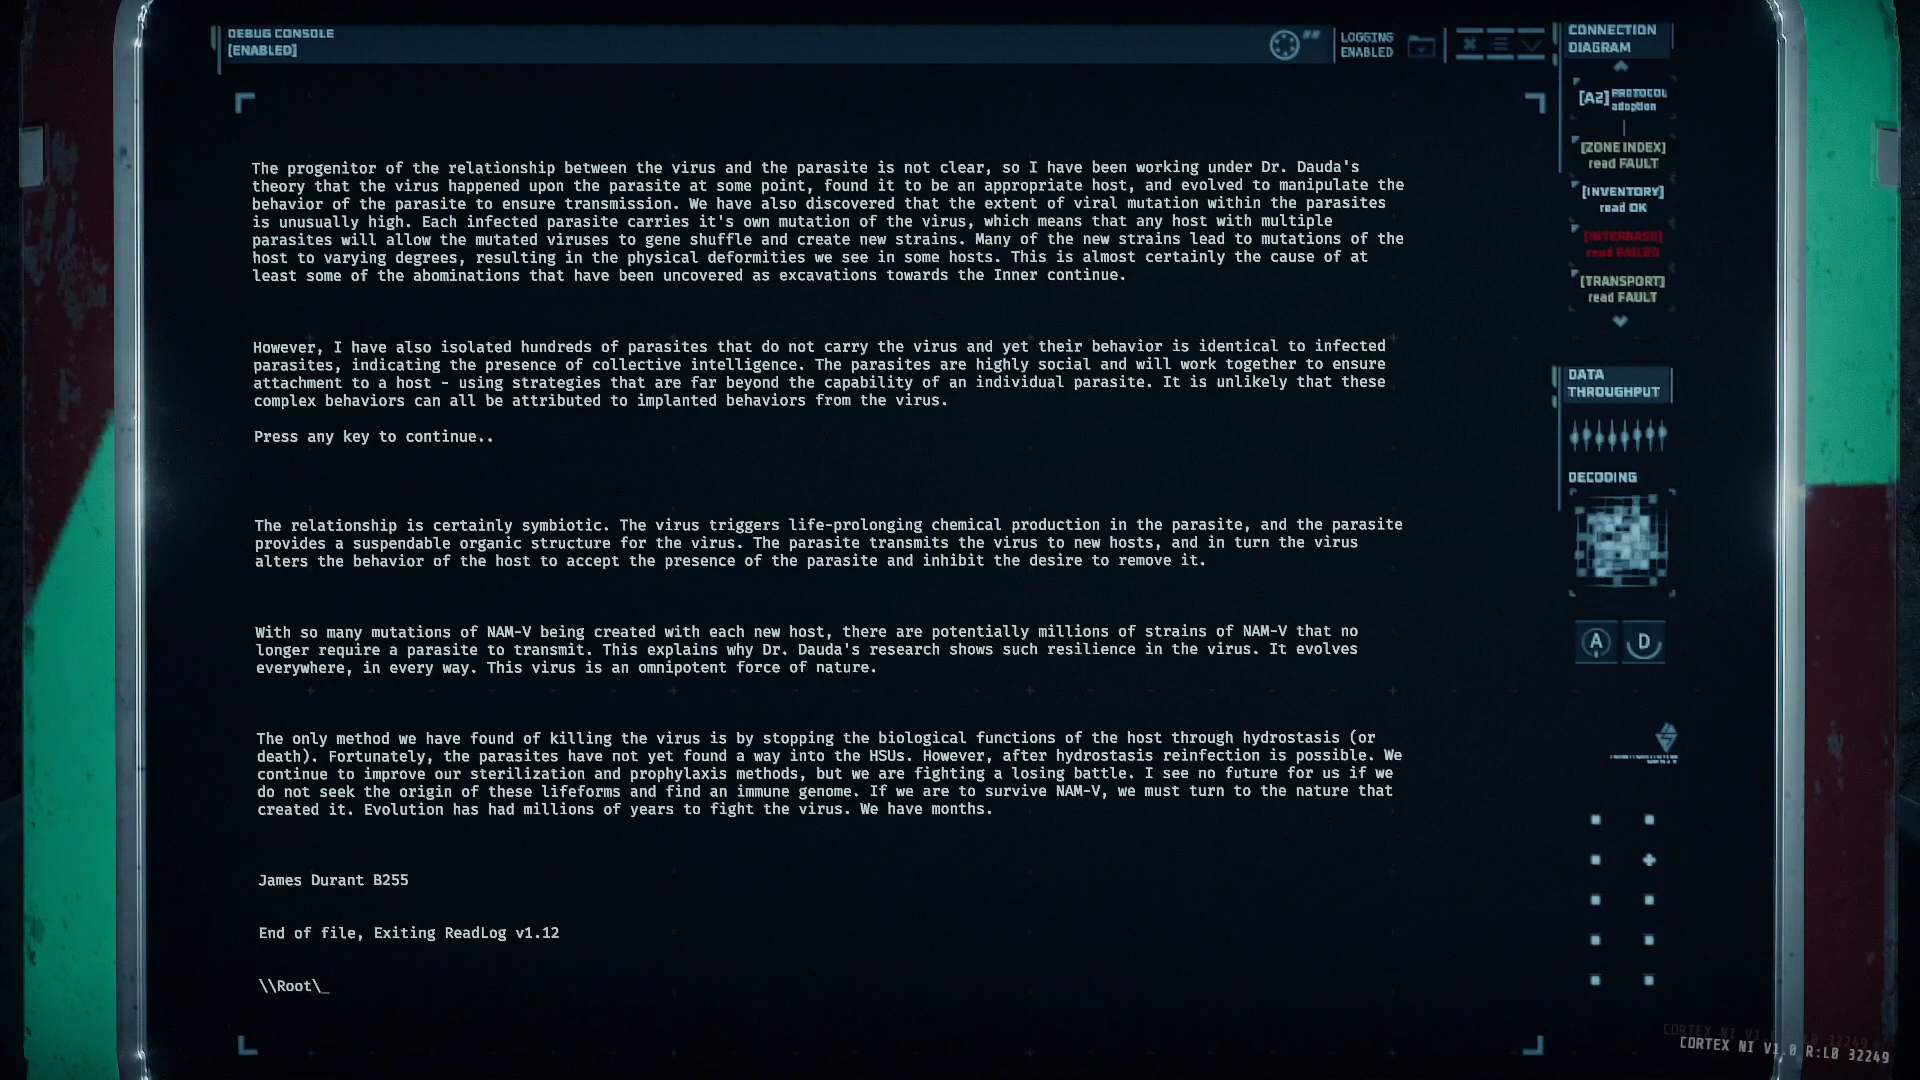 DEBUG CONSOLE
[ENABLED]
LOGGING
ENABLED
CONNECTION
DIAGRAM
[A2] PROTOCOL
adoption
[ZONE INDEX]
read FAULT
[INVENTORY]
read OK
[INTERBASE]
read FAILED
[TRANSPORT]
read FAULT
DATA
THROUGHPUT
DECODING
A D
The progenitor of the relationship between the virus and the parasite is not clear, so I have been working under Dr. Dauda's
theory that the virus happened upon the parasite at some point, found it to be an appropriate host, and evolved to manipulate the
behavior of the parasite to ensure transmission. We have also discovered that the extent of viral mutation within the parasites
is unusually high. Each infected parasite carries it's own mutation of the virus, which means that any host with multiple
parasites will allow the mutated viruses to gene shuffle and create new strains. Many of the new strains lead to mutations of the
host to varying degrees, resulting in the physical deformities we see in some hosts. This is almost certainly the cause of at
least some of the abominations that have been uncovered as excavations towards the Inner continue.
However, I have also isolated hundreds of parasites that do not carry the virus and yet their behavior is identical to infected
parasites, indicating the presence of collective intelligence. The parasites are highly social and will work together to ensure
attachment to a host - using strategies that are far beyond the capability of an individual parasite. It is unlikely that these
complex behaviors can all be attributed to implanted behaviors from the virus.
Press any key to continue..
The relationship is certainly symbiotic. The virus triggers life-prolonging chemical production in the parasite, and the parasite
provides a suspendable organic structure for the virus. The parasite transmits the virus to new hosts, and in turn the virus
alters the behavior of the host to accept the presence of the parasite and inhibit the desire to remove it.
With so many mutations of NAM-V being created with each new host, there are potentially millions of strains of NAM-V that no
longer require a parasite to transmit. This explains why Dr. Dauda's research shows such resilience in the virus. It evolves
everywhere, in every way. This virus is an omnipotent force of nature.
The only method we have found of killing the virus is by stopping the biological functions of the host through hydrostasis (or
death). Fortunately, the parasites have not yet found a way into the HSUs. However, after hydrostasis reinfection is possible. We
continue to improve our sterilization and prophylaxis methods, but we are fighting a losing battle. I see no future for us if we
do not seek the origin of these lifeforms and find an immune genome. If we are to survive NAM-V, we must turn to the nature that
created it. Evolution has had millions of years to fight the virus. We have months.
James Durant B255
End of file, Exiting ReadLog v1.12
\\Root\_
CORTEX NI V1.0 R:L0 32249